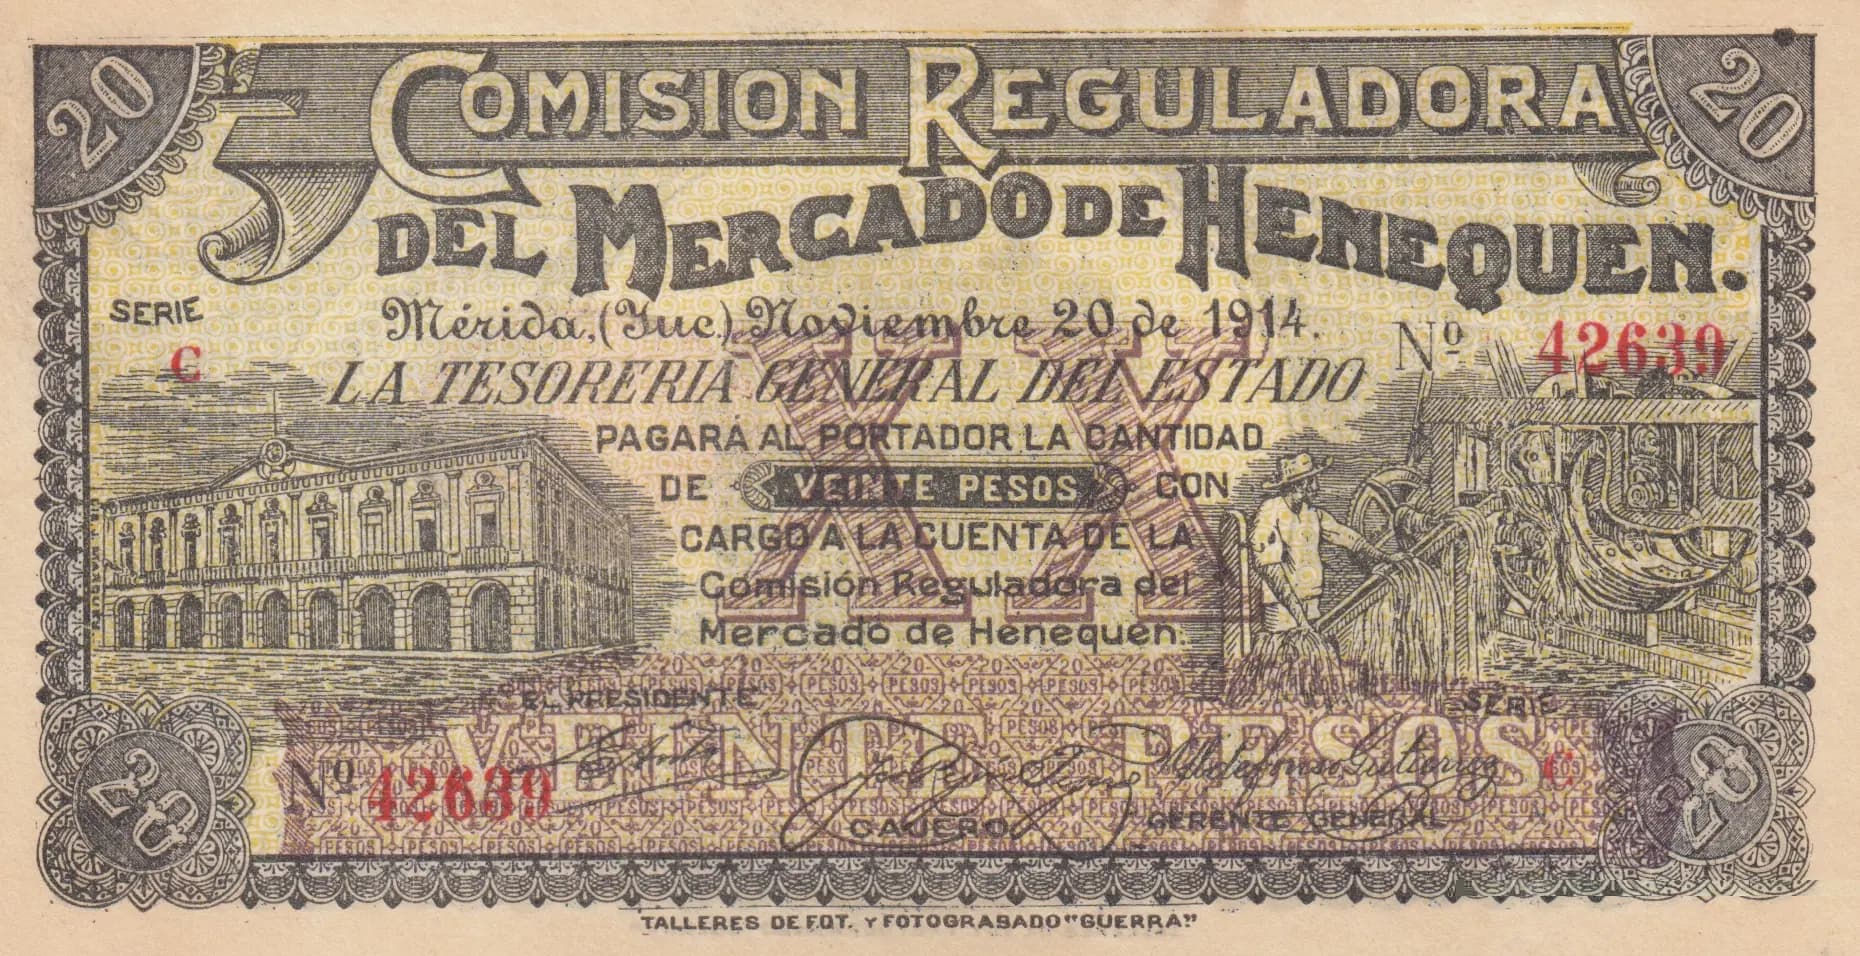 20
20
COMISION REGULADORA
DEL MERCADO DE HENEQUEN.
SERIE
C
Mérida, (Yuc.) Noviembre 20 de 1914.
Nº 42639
XX
LA TESORERIA GENERAL DEL ESTADO
PAGARÁ AL PORTADOR LA CANTIDAD
DE VEINTE PESOS CON
CARGO A LA CUENTA DE LA
Comisión Reguladora del
Mercado de Henequen.
EL PRESIDENTE
SERIE
C
VEINTE PESOS
Nº 42639
CAJERO
GERENTE GENERAL
20
20
TALLERES DE FOT. Y FOTOGRABADO "GUERRA"